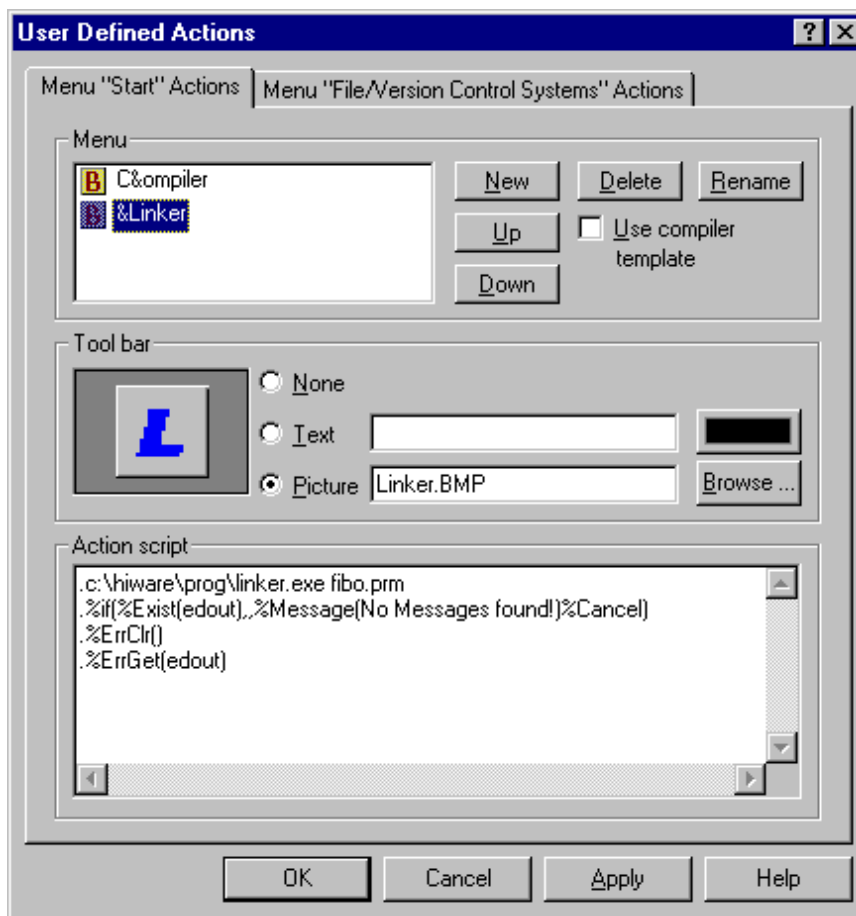 User Defined Actions
Menu "Start" Actions Menu "File/Version Control Systems" Actions
Menu
C&ompiler
&Linker
New Delete Rename
Up Use compiler
template
Down
Tool bar
L
None
Text
Picture Linker.BMP Browse ...
Action script
.c:\hiware\prog\linker.exe fibo.prm
.%if(%Exist(edout),,%Message(No Messages found!)%Cancel)
.%ErrClr()
.%ErrGet(edout)
OK Cancel Apply Help